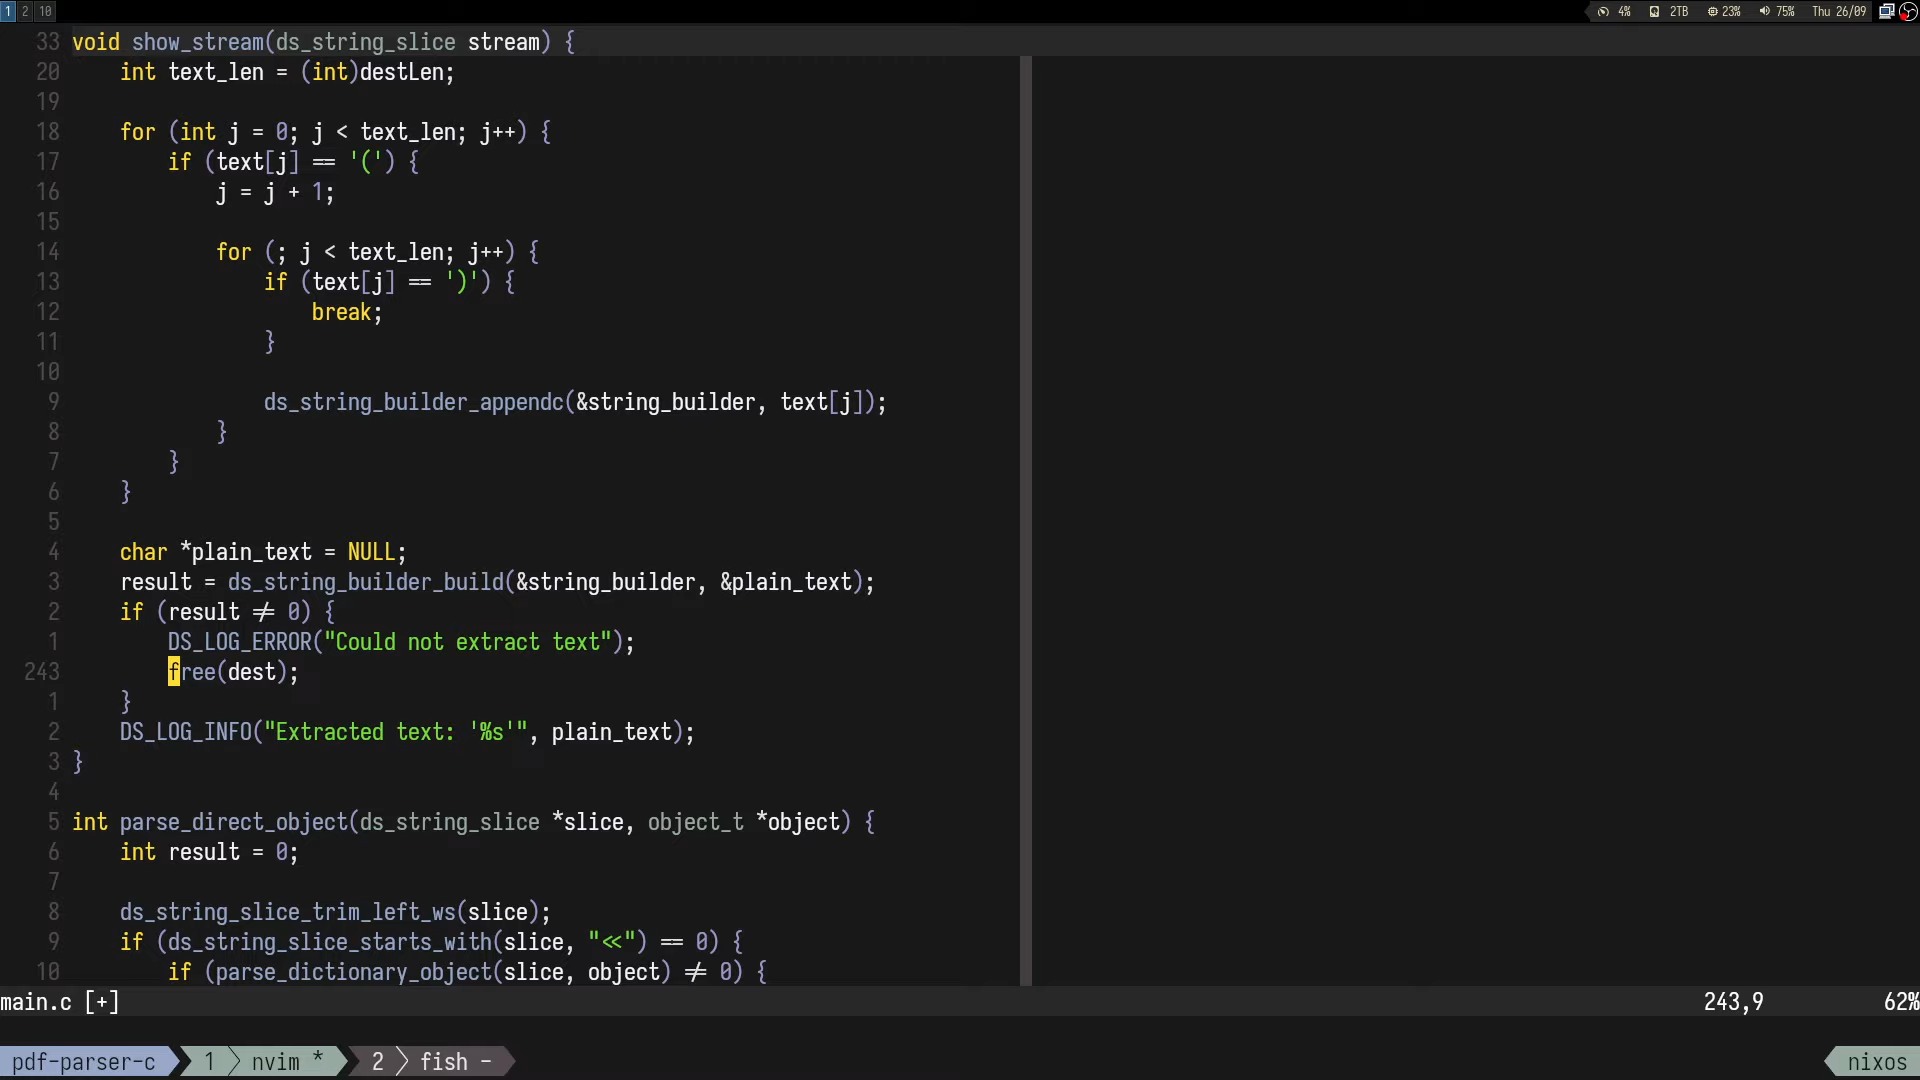 1 2 10 4% 2TB 23% 75% Thu 26/09
33 void show_stream(ds_string_slice stream) {
20     int text_len = (int)destLen;
19
18     for (int j = 0; j < text_len; j++) {
17         if (text[j] == '(') {
16             j = j + 1;
15
14             for (; j < text_len; j++) {
13                 if (text[j] == ')') {
12                     break;
11                 }
10
9                 ds_string_builder_appendc(&string_builder, text[j]);
8             }
7         }
6     }
5
4     char *plain_text = NULL;
3     result = ds_string_builder_build(&string_builder, &plain_text);
2     if (result != 0) {
1         DS_LOG_ERROR("Could not extract text");
243         free(dest);
1     }
2     DS_LOG_INFO("Extracted text: '%s'", plain_text);
3 }
4
5 int parse_direct_object(ds_string_slice *slice, object_t *object) {
6     int result = 0;
7
8     ds_string_slice_trim_left_ws(slice);
9     if (ds_string_slice_starts_with(slice, "<<") == 0) {
10         if (parse_dictionary_object(slice, object) != 0) {
main.c [+] 243,9 62%
pdf-parser-c 1 nvim * 2 fish - nixos